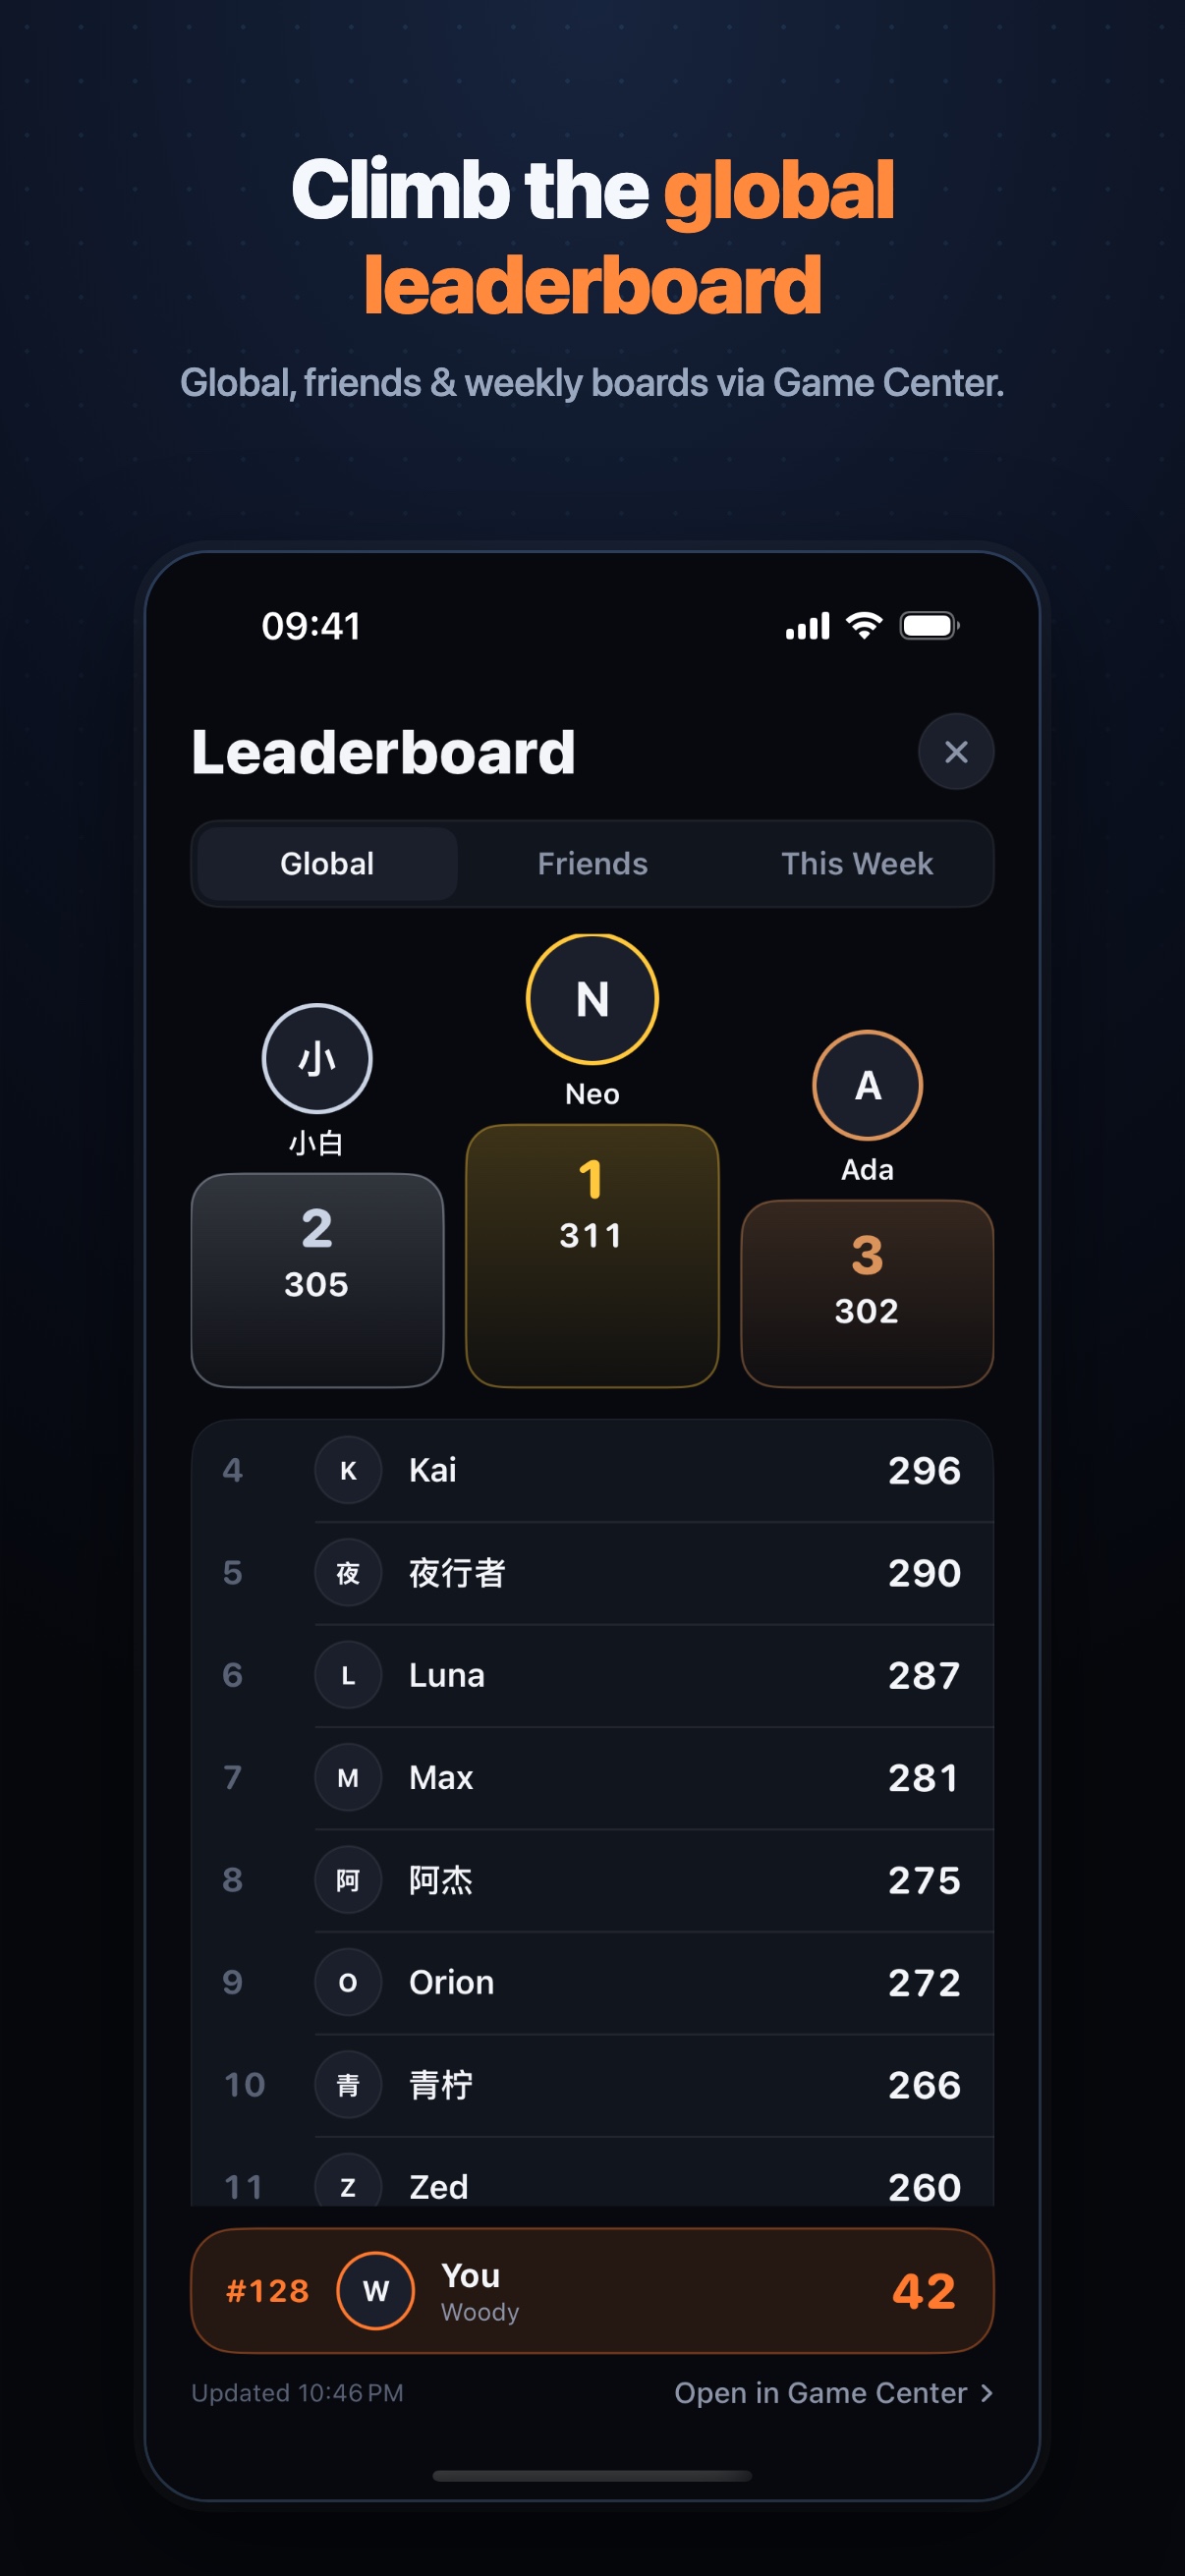 Climb the global
leaderboard
Global, friends & weekly boards via Game Center.
09:41
Leaderboard
Global Friends This Week
N
Neo
小
小白
A
Ada
1
311
2
305
3
302
4 K Kai 296
5 夜 夜行者 290
6 L Luna 287
7 M Max 281
8 阿 阿杰 275
9 O Orion 272
10 青 青柠 266
11 Z Zed 260
#128 W You 42
Woody
Updated 10:46 PM Open in Game Center